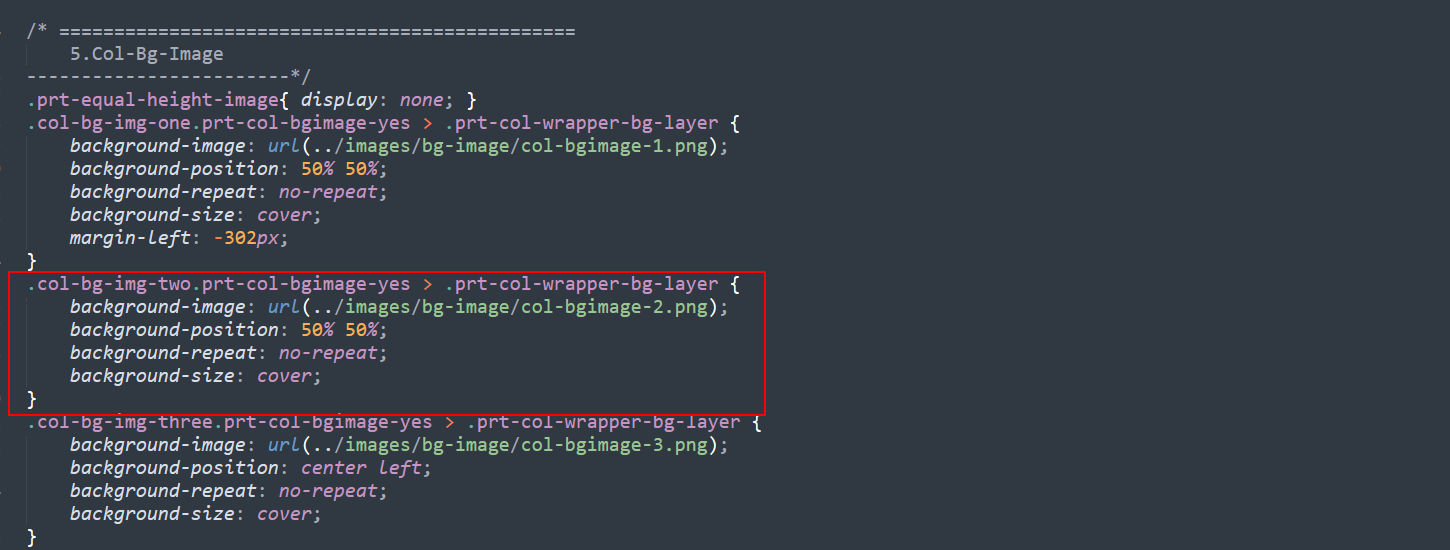 /* ===============================================
5.Col-Bg-Image
------------------------*/
.prt-equal-height-image{ display: none; }
.col-bg-img-one.prt-col-bgimage-yes > .prt-col-wrapper-bg-layer {
background-image: url(../images/bg-image/col-bgimage-1.png);
background-position: 50% 50%;
background-repeat: no-repeat;
background-size: cover;
margin-left: -302px;
}
.col-bg-img-two.prt-col-bgimage-yes > .prt-col-wrapper-bg-layer {
background-image: url(../images/bg-image/col-bgimage-2.png);
background-position: 50% 50%;
background-repeat: no-repeat;
background-size: cover;
}
.col-bg-img-three.prt-col-bgimage-yes > .prt-col-wrapper-bg-layer {
background-image: url(../images/bg-image/col-bgimage-3.png);
background-position: center left;
background-repeat: no-repeat;
background-size: cover;
}